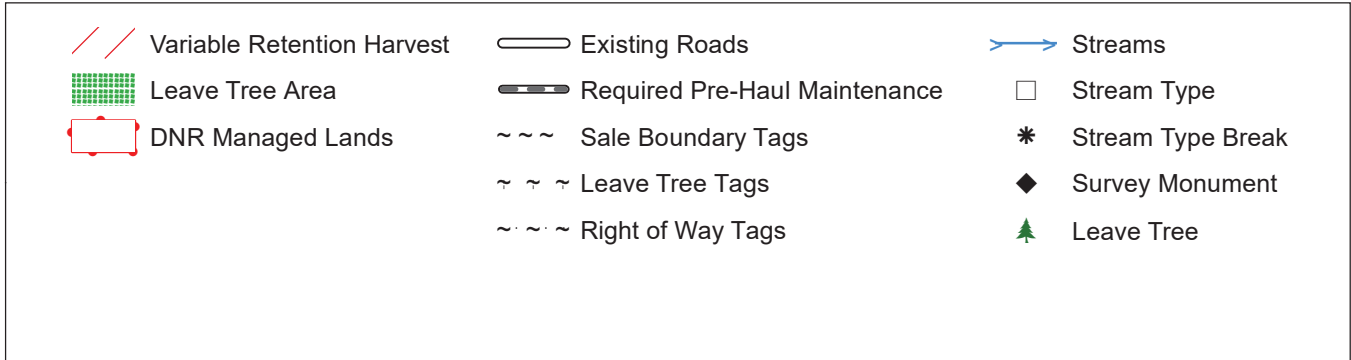 Variable Retention Harvest
Leave Tree Area
DNR Managed Lands
Existing Roads
Required Pre-Haul Maintenance
Sale Boundary Tags
Leave Tree Tags
Right of Way Tags
Streams
Stream Type
Stream Type Break
Survey Monument
Leave Tree